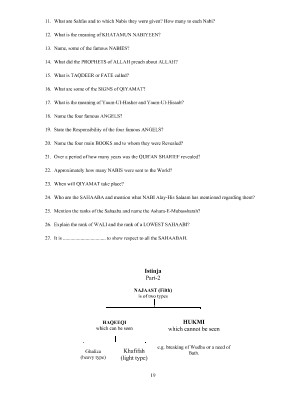 11. What are Sahifas and to which Nabis they were given? How many to each Nabi?
12. What is the meaning of KHATAMUN NABIYEEN?
13. Name, some of the famous NABIES?
14. What did the PROPHETS of ALLAH preach about ALLAH?
15. What is TAQDEER or FATE called?
16. What are some of the SIGNS of QIYAMAT?
17. What is the meaning of Youm-Ul-Hasher and Youm-Ul-Hisaab?
18. Name the four famous ANGELS?
19. State the Responsibility of the four famous ANGELS?
20. Name the four main BOOKS and to whom they were Revealed?
21. Over a period of how many years was the QUR'AN SHAREEF revealed?
22. Approximately how many NABIS were sent to the World?
23. When will QIYAMAT take place?
24. Who are the SAHAABA and mention what NABI Alay-His Salaam has mentioned regarding them?
25. Mention the ranks of the Sahaaba and name the Ashara-E-Mubassharah?
26. Explain the rank of WALI and the rank of a LOWEST SAHAABI?
27. It is .............................. to show respect to all the SAHAABAH.
Istinja
Part-2
NAJAAST (Filth)
is of two types
HAQEEQI
which can be seen
HUKMI
which cannot be seen
Ghaliza
(heavy type)
Khafifah
(light type)
e.g. breaking of Wudhu or a need of
Bath.
19